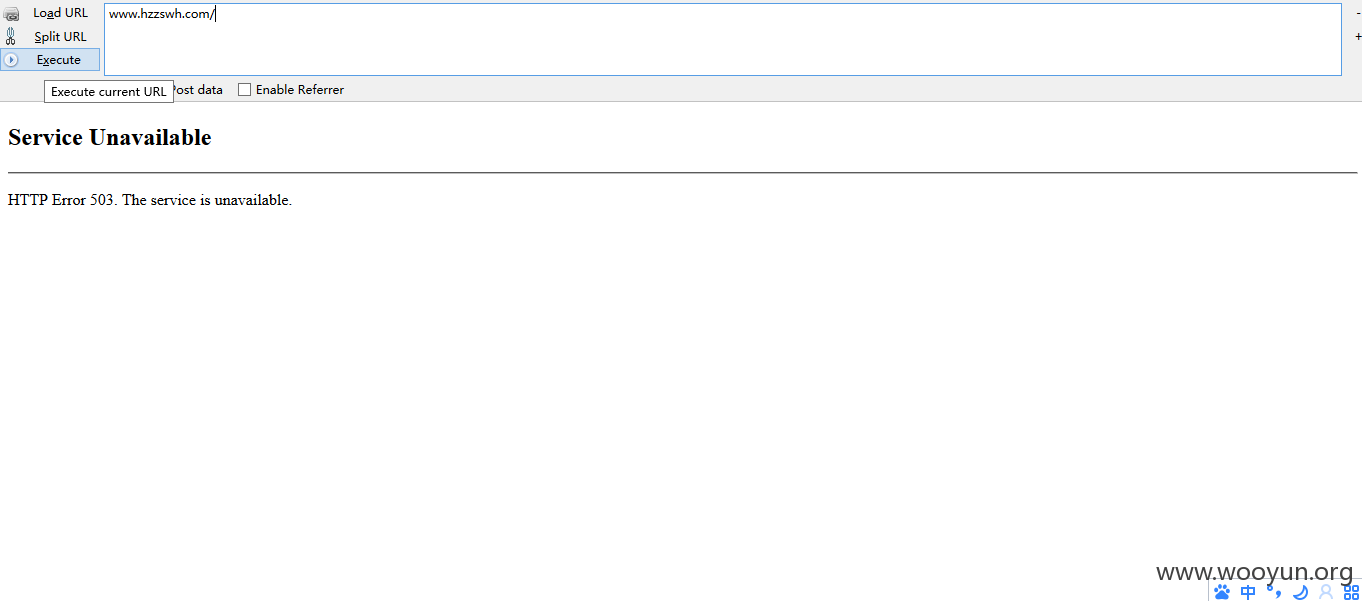 Load URL
www.hzzswh.com/
-
Split URL
+
Execute
Execute current URL
Post data
Enable Referrer
Service Unavailable
HTTP Error 503. The service is unavailable.
www.wooyun.org
中